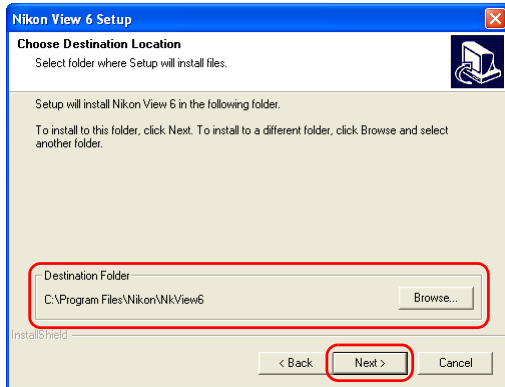 Nikon View 6 Setup
Choose Destination Location
Select folder where Setup will install files.
Setup will install Nikon View 6 in the following folder.
To install to this folder, click Next. To install to a different folder, click Browse and select
another folder.
Destination Folder
C:\Program Files\Nikon\NkView6
Browse...
InstallShield
< Back
Next >
Cancel